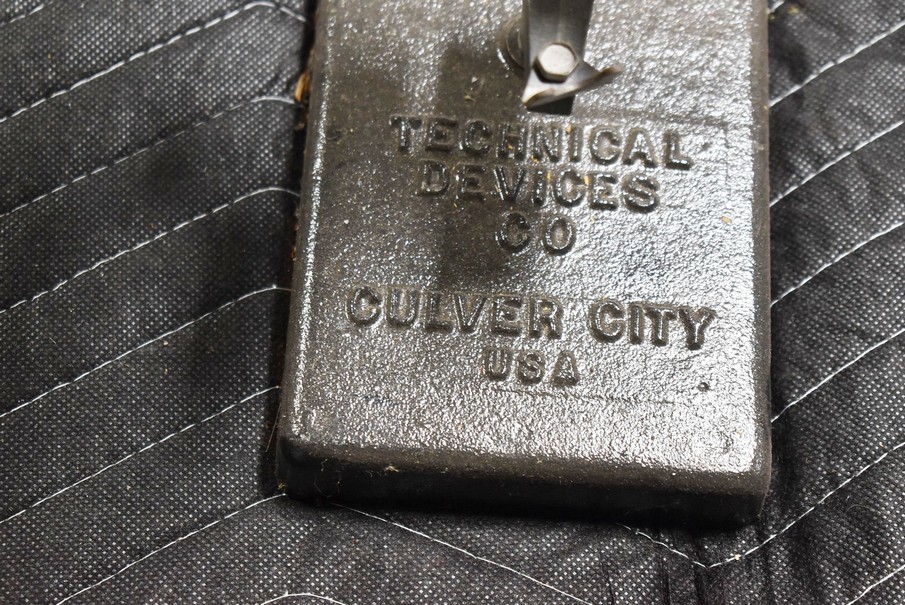 TECHNICAL
DEVICES
CO
CULVER CITY
USA